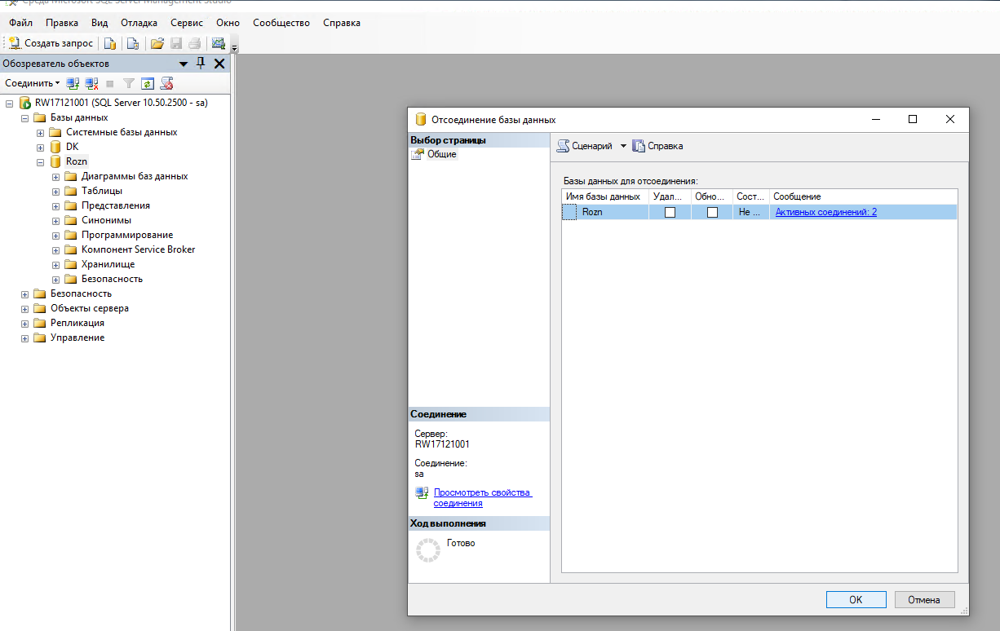 Среда Microsoft SQL Server Management Studio
Файл Правка Вид Отладка Сервис Окно Сообщество Справка
Создать запрос
Обозреватель объектов
Соединить
RW17121001 (SQL Server 10.50.2500 - sa)
Базы данных
Системные базы данных
DK
Rozn
Диаграммы баз данных
Таблицы
Представления
Синонимы
Программирование
Компонент Service Broker
Хранилище
Безопасность
Безопасность
Объекты сервера
Репликация
Управление
Отсоединение базы данных
Выбор страницы
Общие
Сценарий Справка
Базы данных для отсоединения:
Имя базы данных Удал... Обно... Сост... Сообщение
Rozn Не ... Активных соединений: 2
Соединение
Сервер:
RW17121001
Соединение:
sa
Просмотреть свойства
соединения
Ход выполнения
Готово
OK Отмена